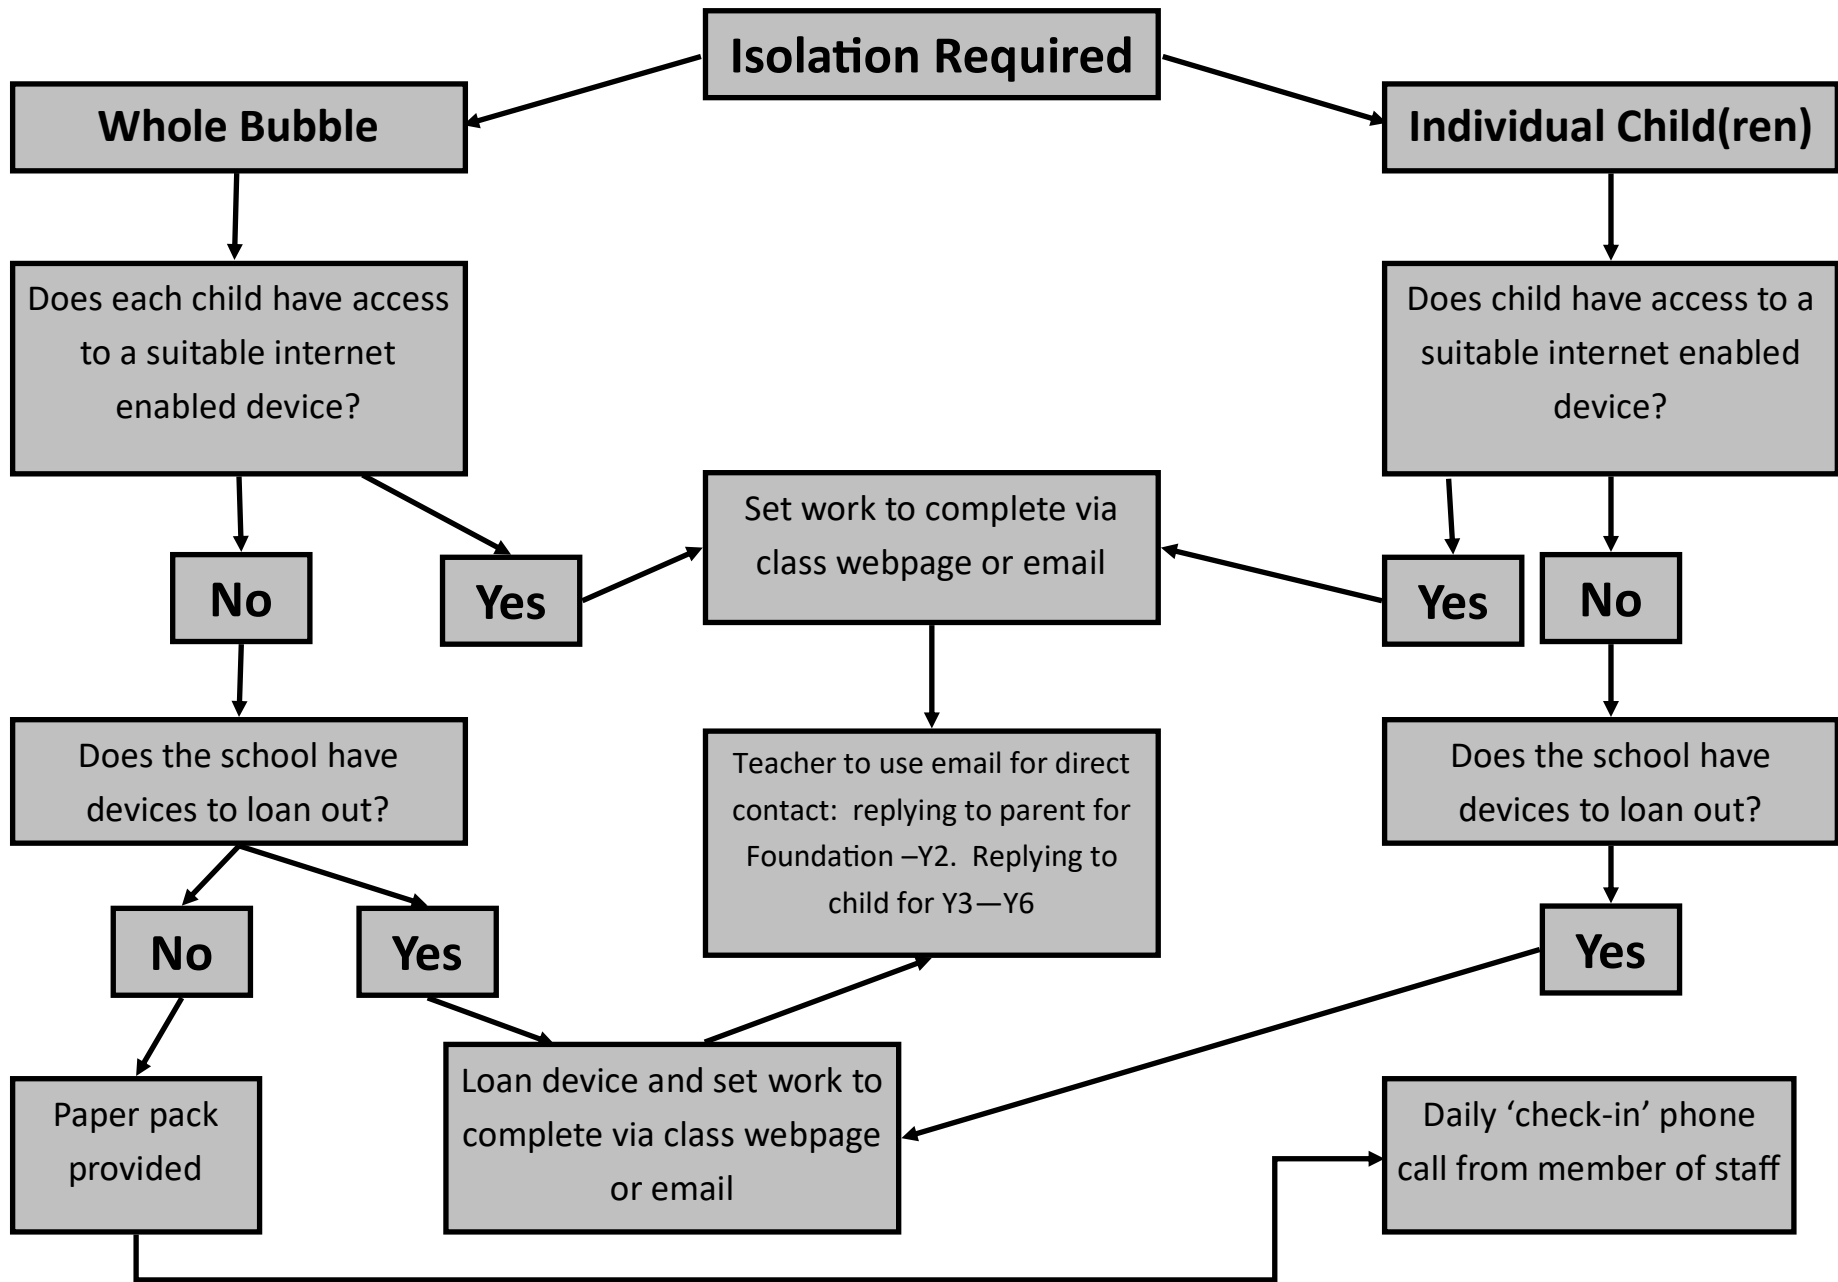 Isolation Required
Whole Bubble
Individual Child(ren)
Does each child have access
to a suitable internet
enabled device?
Does child have access to a
suitable internet enabled
device?
Set work to complete via
class webpage or email
No
Yes
Yes
No
Does the school have
devices to loan out?
Teacher to use email for direct
contact:  replying to parent for
Foundation –Y2.  Replying to
child for Y3—Y6
Does the school have
devices to loan out?
No
Yes
Yes
Paper pack
provided
Loan device and set work to
complete via class webpage
or email
Daily ‘check-in’ phone
call from member of staff